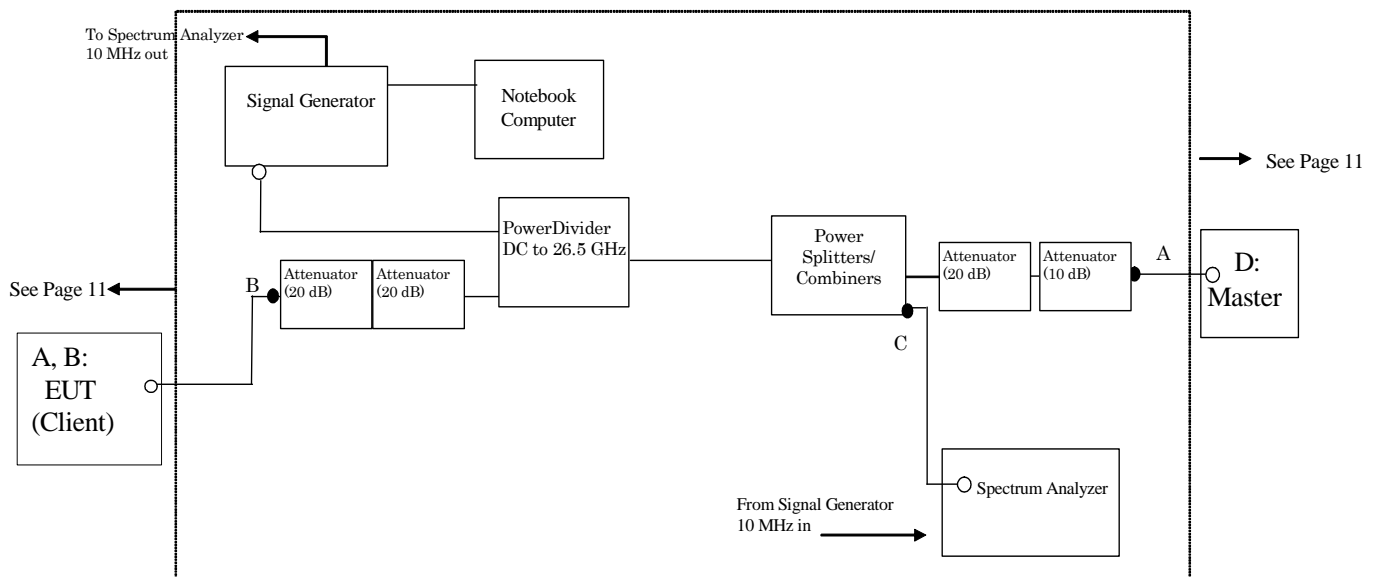 To Spectrum Analyzer
10 MHz out
Signal Generator
Notebook
Computer
See Page 11
PowerDivider
DC to 26.5 GHz
Power
Splitters/
Combiners
Attenuator
(20 dB)
Attenuator
(10 dB)
A
D:
Master
See Page 11
B
Attenuator
(20 dB)
Attenuator
(20 dB)
C
A, B:
EUT
(Client)
Spectrum Analyzer
From Signal Generator
10 MHz in